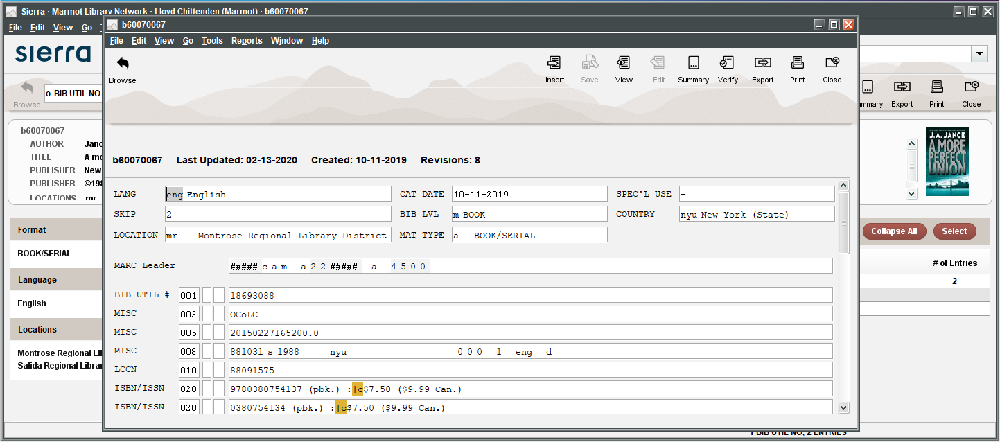 Sierra · Marmot Library Network · Lloyd Chittenden (Marmot) · b60070067
File Edit View Go
sierra
Browse
o BIB UTIL NO
Summary Export Print Close
b60070067
AUTHOR Janc
TITLE A mo
PUBLISHER New
PUBLISHER ©198
LOCATIONS mr
J.A. JANCE
A MORE
PERFECT
UNION
Format
BOOK/SERIAL
Language
English
Locations
Montrose Regional Li
Salida Regional Librar
Collapse All Select
# of Entries
2
1 BIB UTIL NO, 2 ENTRIES
b60070067
File Edit View Go Tools Reports Window Help
Browse
Insert Save View Edit Summary Verify Export Print Close
b60070067 Last Updated: 02-13-2020 Created: 10-11-2019 Revisions: 8
LANG eng English CAT DATE 10-11-2019 SPEC'L USE -
SKIP 2 BIB LVL m BOOK COUNTRY nyu New York (State)
LOCATION mr Montrose Regional Library District MAT TYPE a BOOK/SERIAL
MARC Leader ##### c a m a 2 2 ##### a 4 5 0 0
BIB UTIL # 001 18693088
MISC 003 OCoLC
MISC 005 20150227165200.0
MISC 008 881031 s 1988 nyu 0 0 0 1 eng d
LCCN 010 88091575
ISBN/ISSN 020 9780380754137 (pbk.) :|c$7.50 ($9.99 Can.)
ISBN/ISSN 020 0380754134 (pbk.) :|c$7.50 ($9.99 Can.)